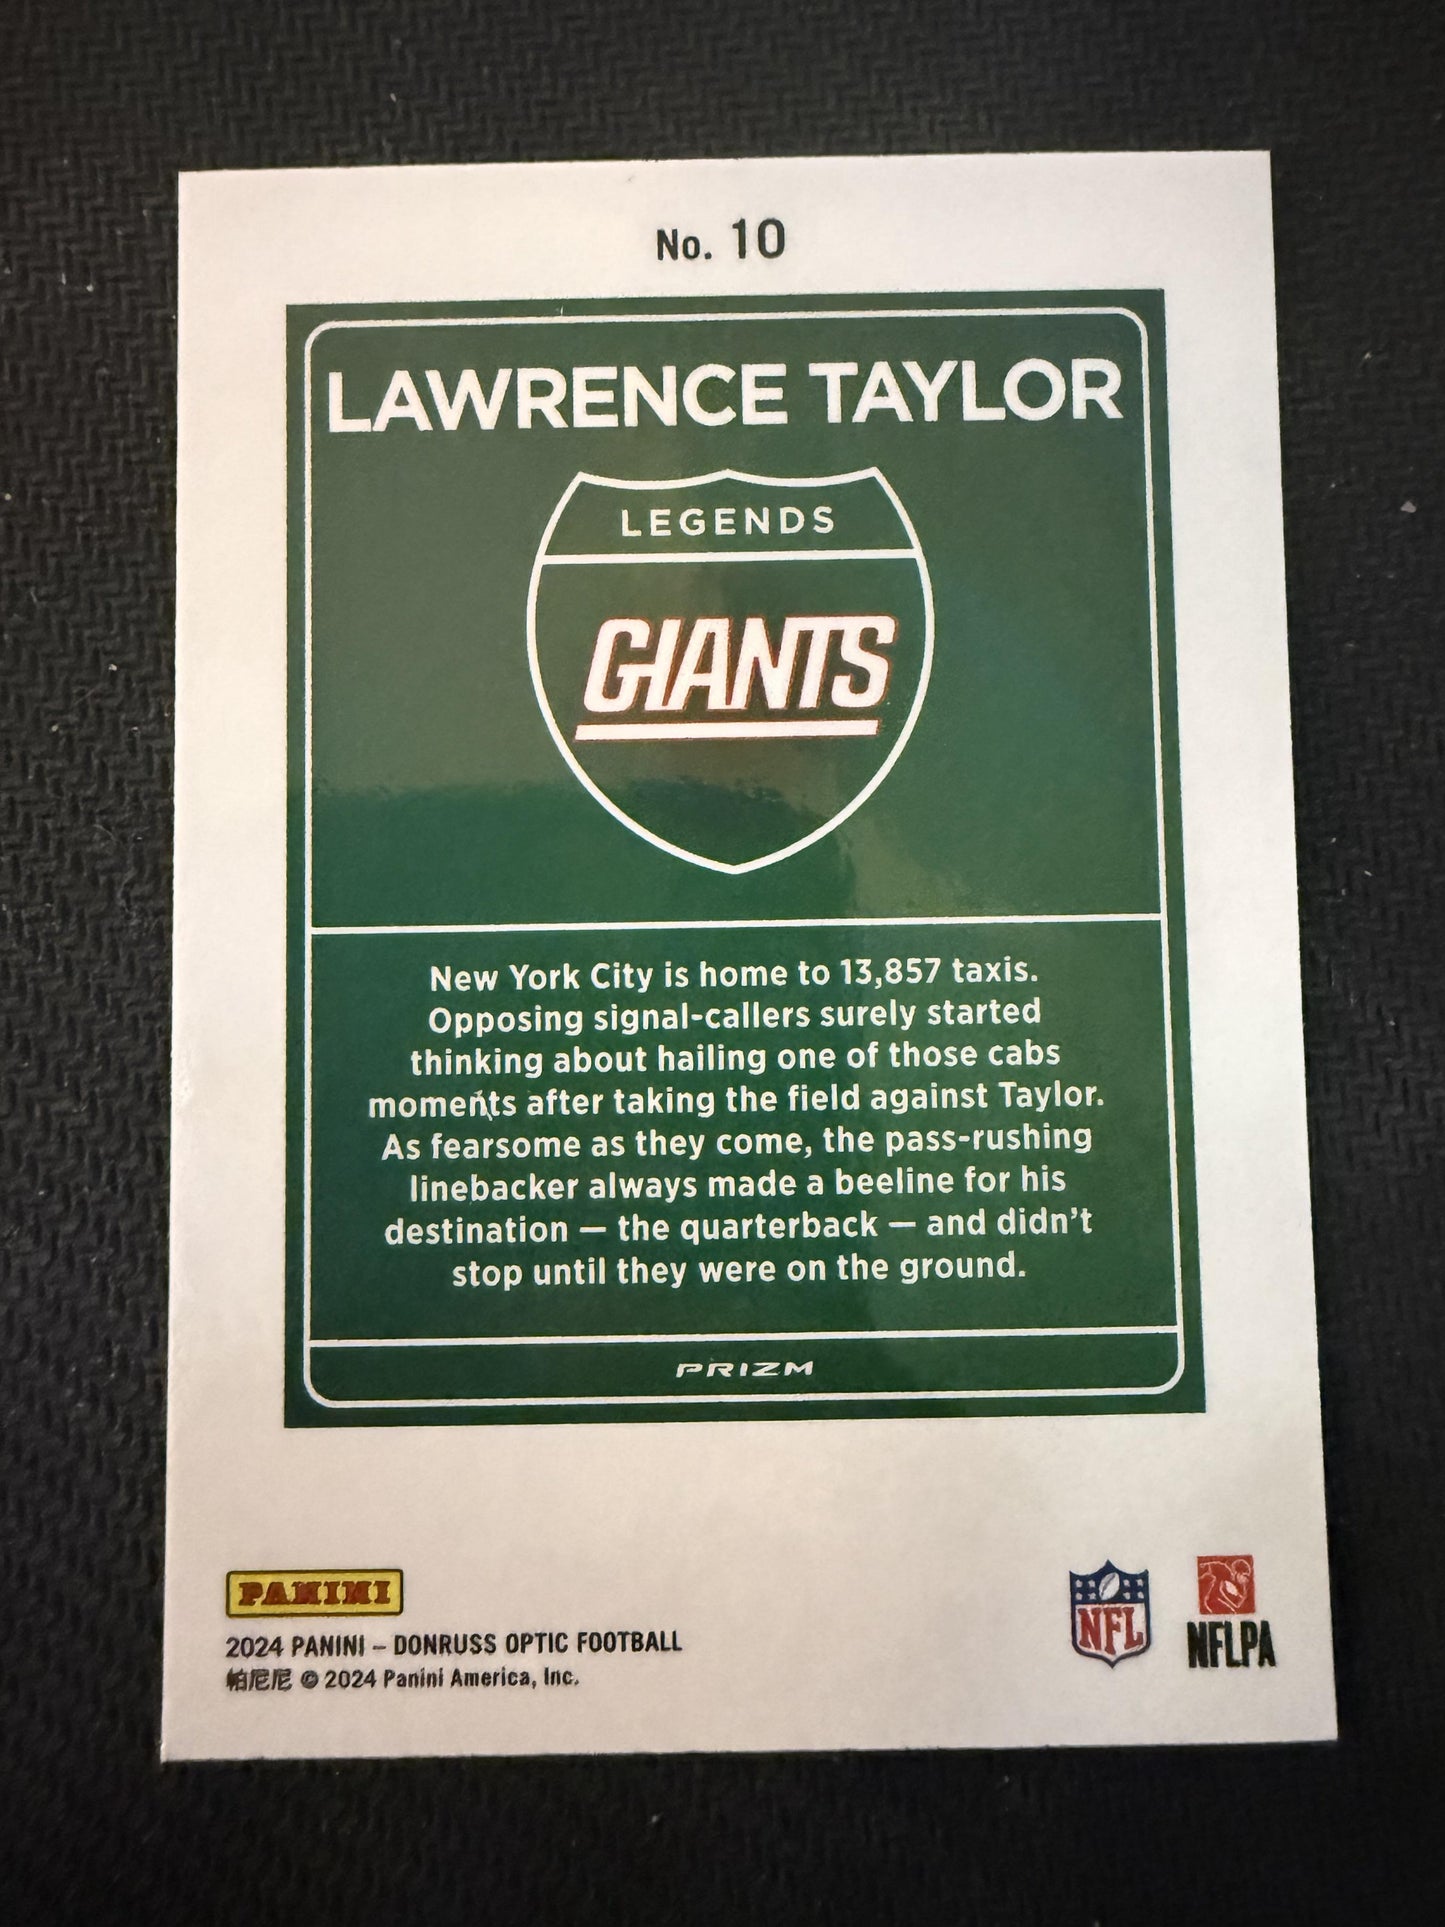 No. 10
LAWRENCE TAYLOR
LEGENDS
GIANTS
New York City is home to 13,857 taxis.
Opposing signal-callers surely started
thinking about hailing one of those cabs
moments after taking the field against Taylor.
As fearsome as they come, the pass-rushing
linebacker always made a beeline for his
destination — the quarterback — and didn't
stop until they were on the ground.
PRIZM
PANINI
2024 PANINI – DONRUSS OPTIC FOOTBALL
帕尼尼 © 2024 Panini America, Inc.
NFL
NFLPA